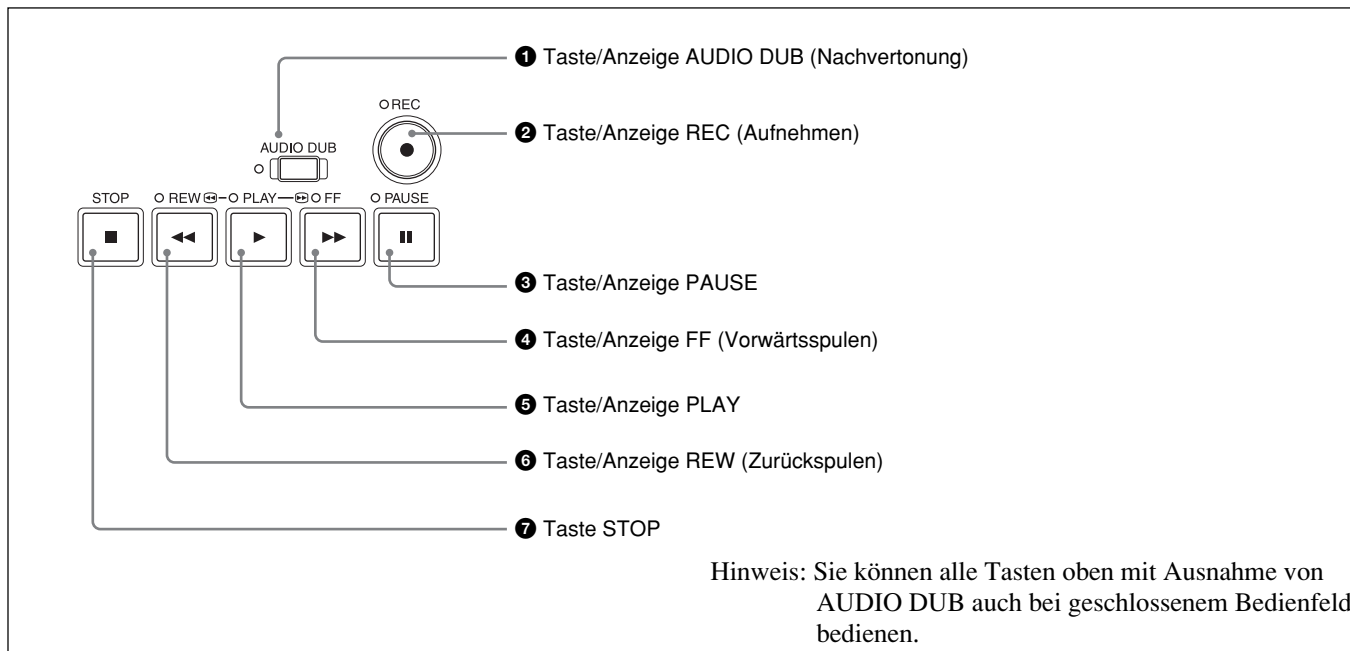 ❶ Taste/Anzeige AUDIO DUB (Nachvertonung)
REC
❷ Taste/Anzeige REC (Aufnehmen)
AUDIO DUB
STOP REW PLAY FF PAUSE
❸ Taste/Anzeige PAUSE
❹ Taste/Anzeige FF (Vorwärtsspulen)
❺ Taste/Anzeige PLAY
❻ Taste/Anzeige REW (Zurückspulen)
❼ Taste STOP
Hinweis: Sie können alle Tasten oben mit Ausnahme von
AUDIO DUB auch bei geschlossenem Bedienfeld
bedienen.